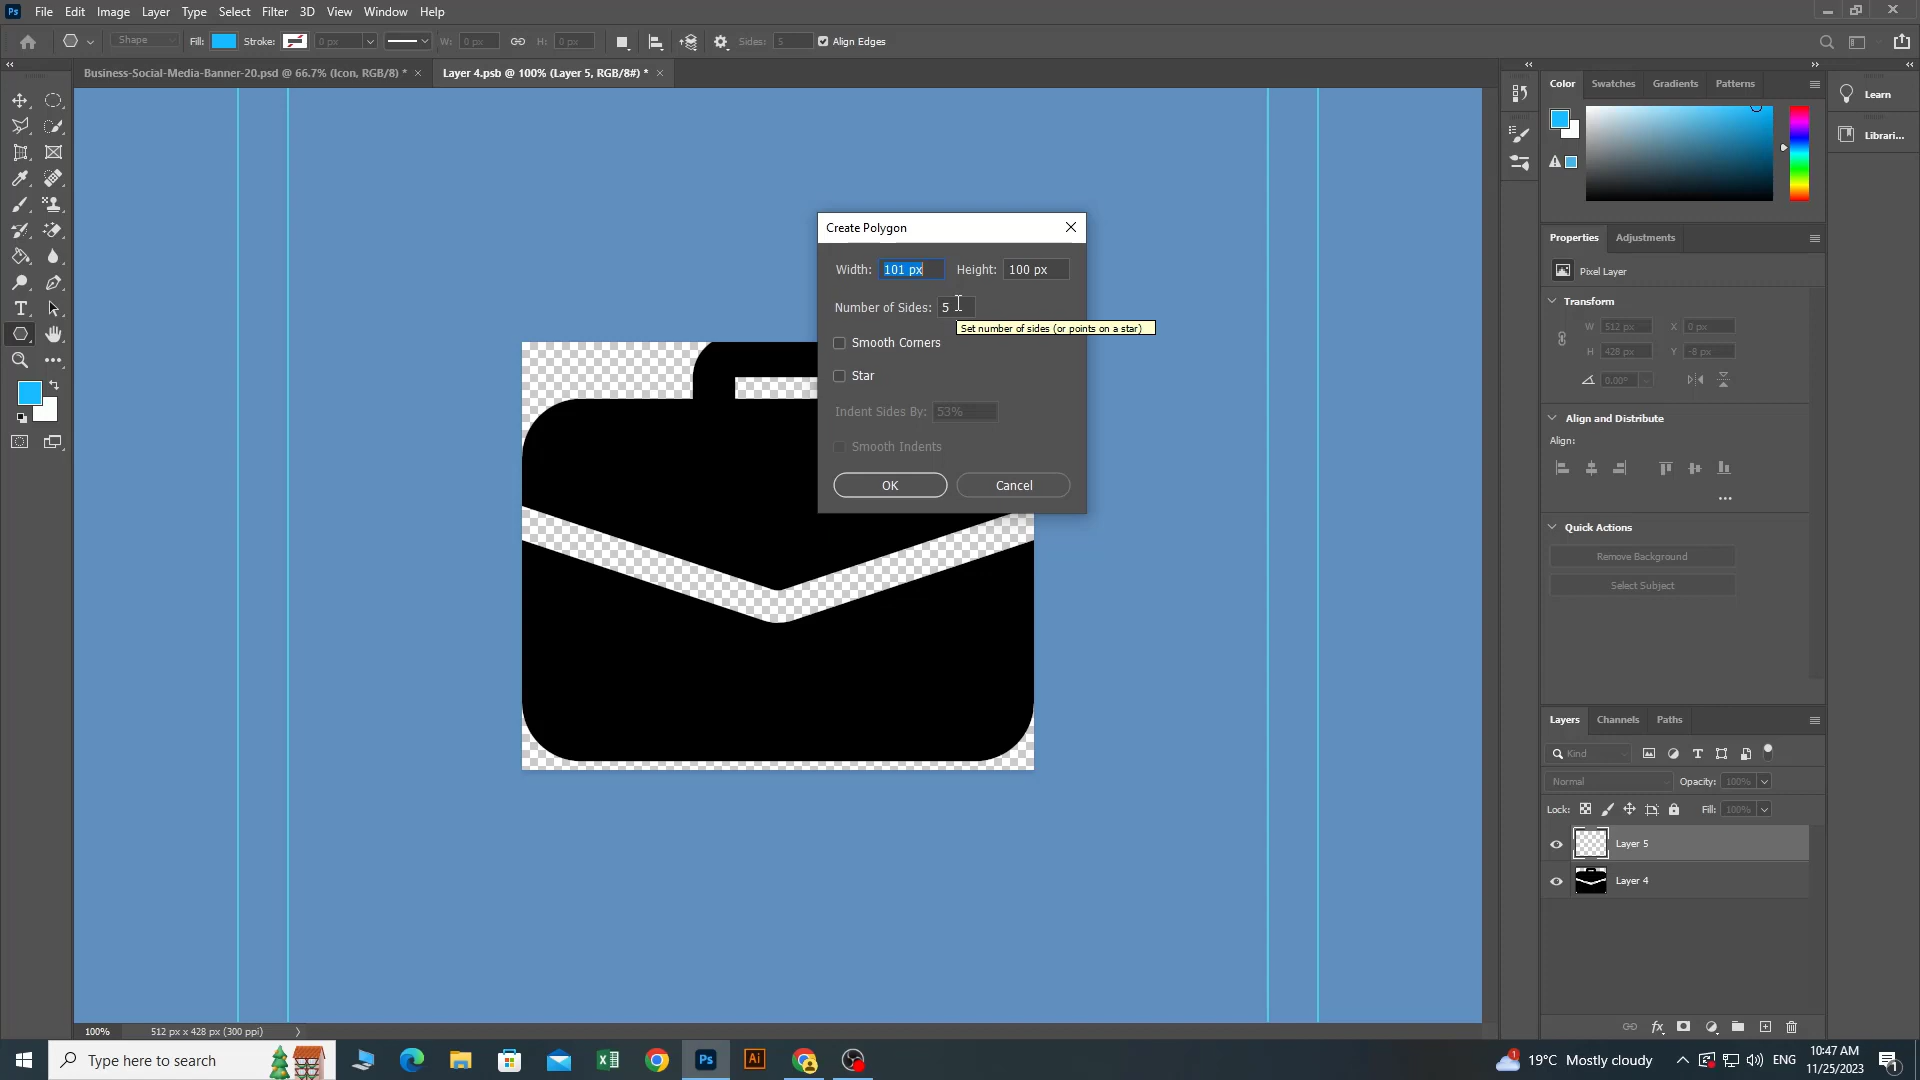 Ps File Edit Image Layer Type Select Filter 3D View Window Help
Shape Fill: Stroke: 0 px W: 0 px H: 0 px Sides: 5 Align Edges
Business-Social-Media-Banner-20.psd @ 66.7% (Icon, RGB/8) * × Layer 4.psb @ 100% (Layer 5, RGB/8#) * ×
Color Swatches Gradients Patterns
Learn
Librari...
Create Polygon
Width: 101 px Height: 100 px
Number of Sides: 5
Set number of sides (or points on a star)
Smooth Corners
Star
Indent Sides By: 53%
Smooth Indents
OK Cancel
Properties Adjustments
Pixel Layer
Transform
W 512 px X 0 px
H 428 px Y -8 px
0.00°
Align and Distribute
Align:
Quick Actions
Remove Background
Select Subject
Layers Channels Paths
Kind
Normal Opacity: 100%
Lock: Fill: 100%
Layer 5
Layer 4
fx
100% 512 px x 428 px (300 ppi)
Type here to search
Ps Ai
1 19°C Mostly cloudy ENG 10:47 AM
11/25/2023 1